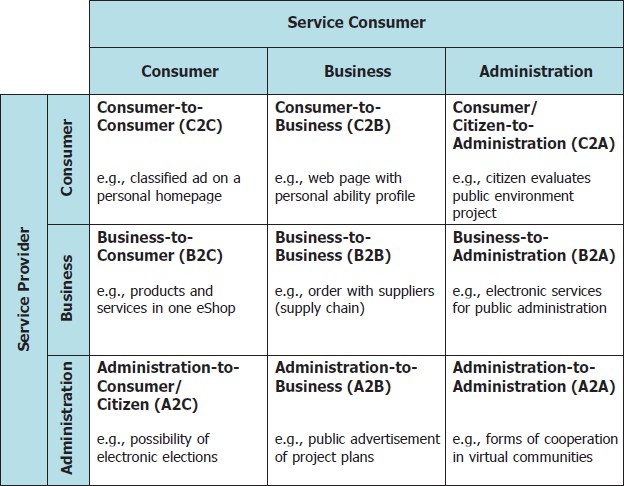 Service Consumer
Consumer
Business
Administration
Service Provider
Consumer
Consumer-to-
Consumer (C2C)
e.g., classified ad on a
personal homepage
Consumer-to-
Business (C2B)
e.g., web page with
personal ability profile
Consumer/
Citizen-to-
Administration (C2A)
e.g., citizen evaluates
public environment
project
Business
Business-to-
Consumer (B2C)
e.g., products and
services in one eShop
Business-to-
Business (B2B)
e.g., order with suppliers
(supply chain)
Business-to-
Administration (B2A)
e.g., electronic services
for public administration
Administration
Administration-to-
Consumer/
Citizen (A2C)
e.g., possibility of
electronic elections
Administration-to-
Business (A2B)
e.g., public advertisement
of project plans
Administration-to-
Administration (A2A)
e.g., forms of cooperation
in virtual communities